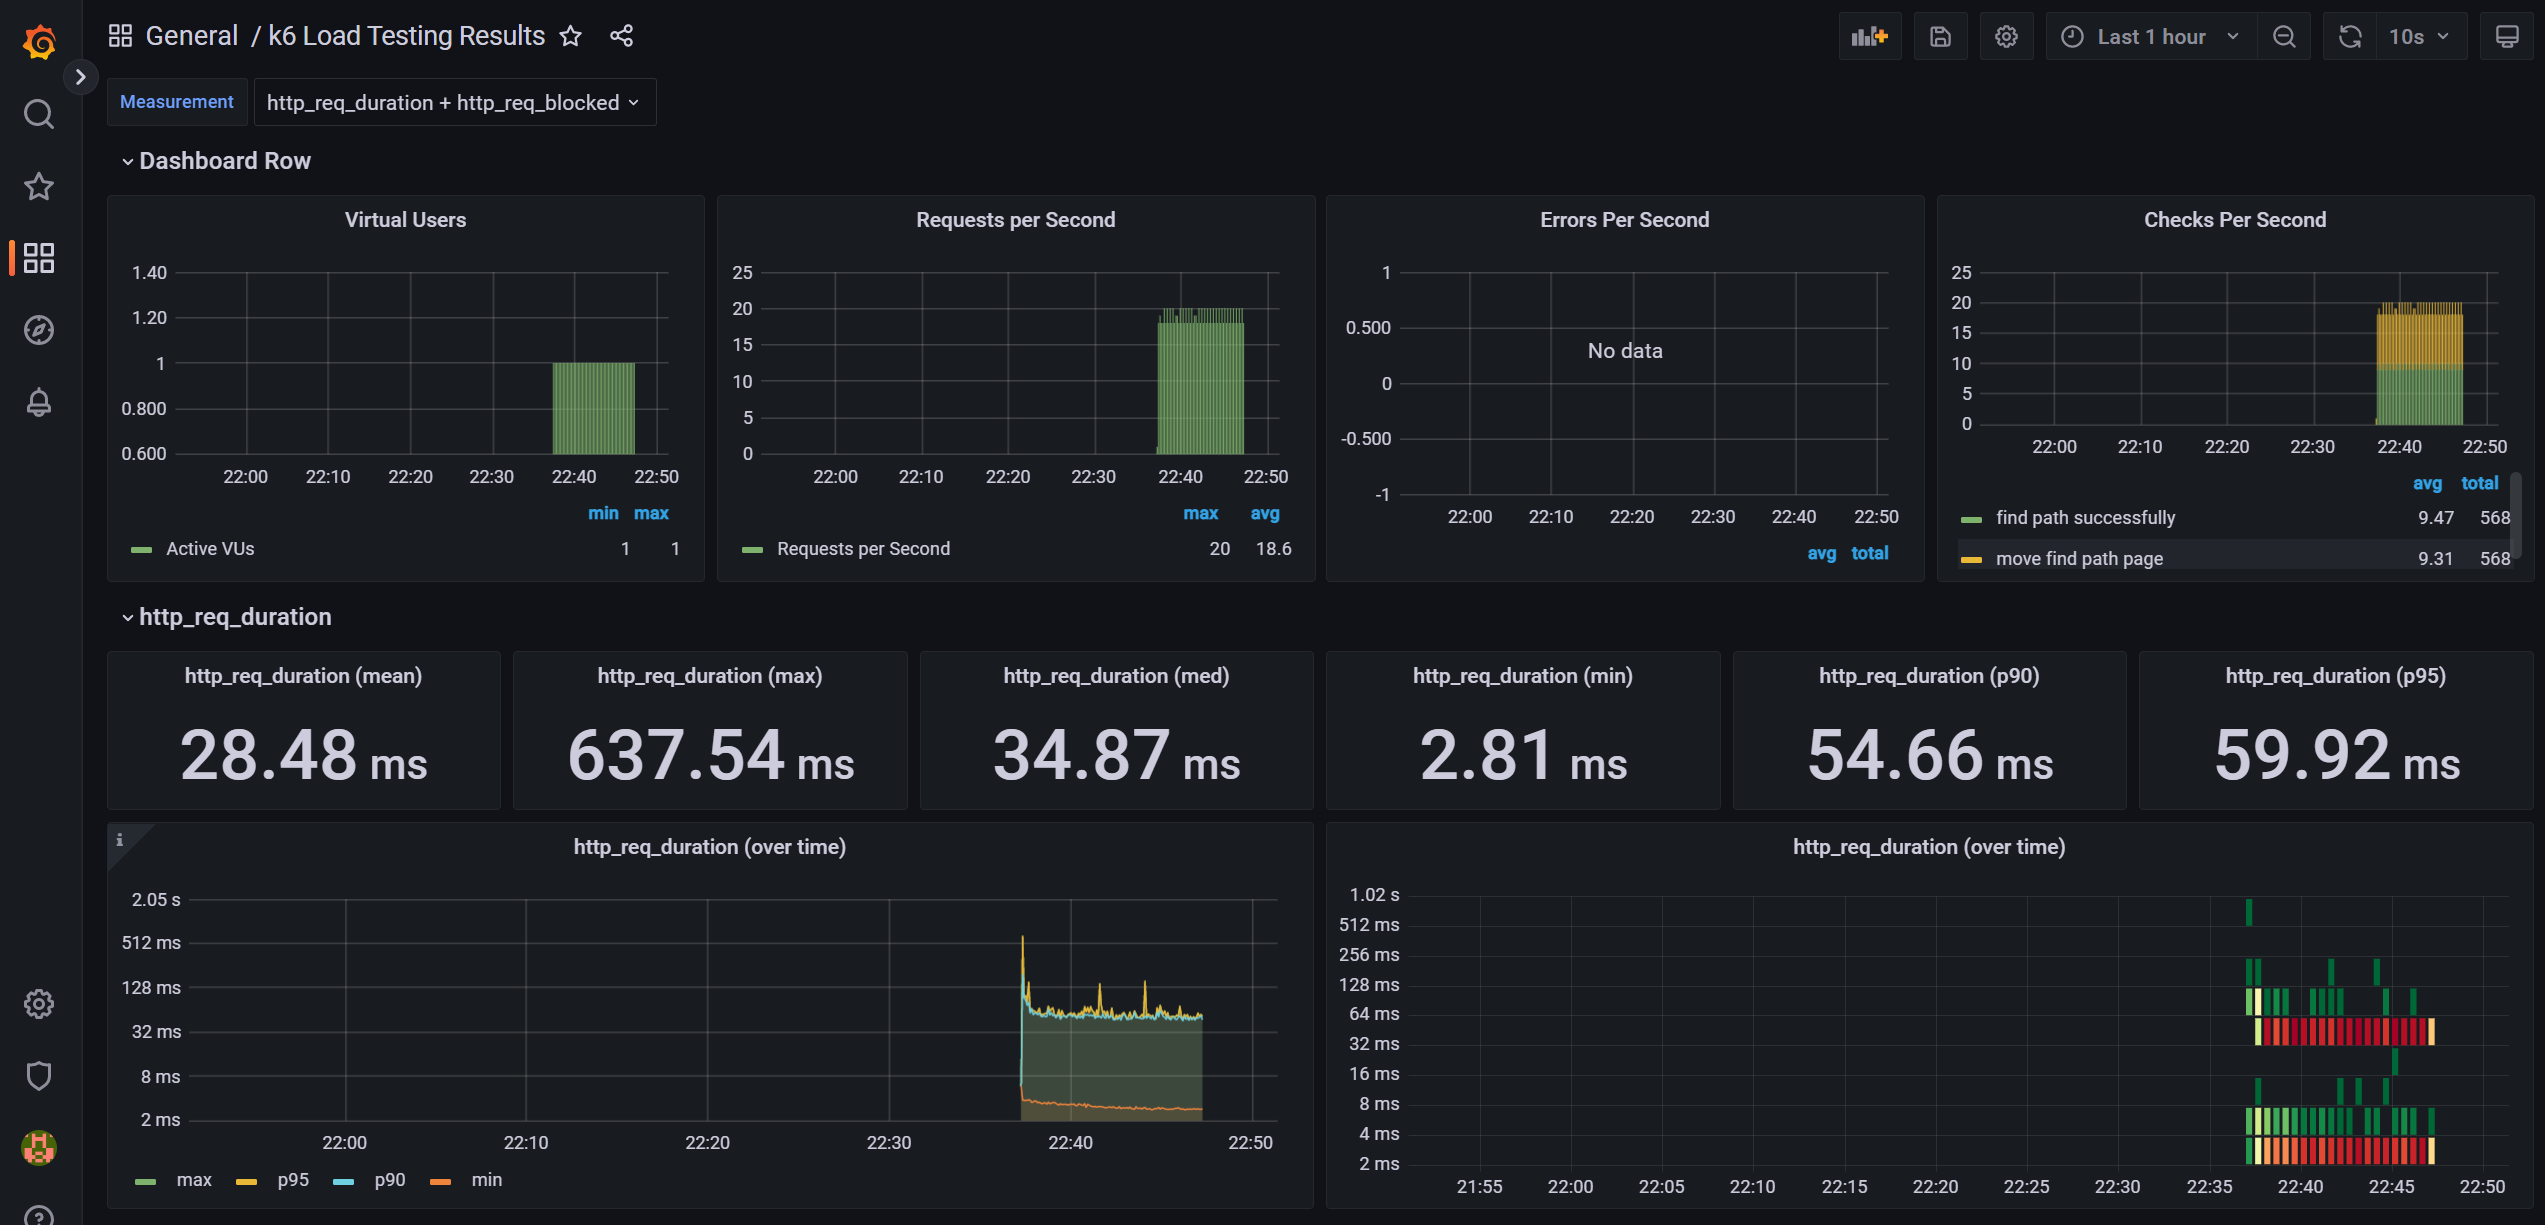 General / k6 Load Testing Results
Last 1 hour
10s
Measurement
http_req_duration + http_req_blocked
Dashboard Row
Virtual Users
1.40
1.20
1
0.800
0.600
22:00 22:10 22:20 22:30 22:40 22:50
min max
Active VUs 1 1
Requests per Second
25
20
15
10
5
0
22:00 22:10 22:20 22:30 22:40 22:50
max avg
Requests per Second 20 18.6
Errors Per Second
1
0.500
0
-0.500
-1
No data
22:00 22:10 22:20 22:30 22:40 22:50
avg total
Checks Per Second
25
20
15
10
5
0
22:00 22:10 22:20 22:30 22:40 22:50
avg total
find path successfully 9.47 568
move find path page 9.31 568
http_req_duration
http_req_duration (mean)
28.48 ms
http_req_duration (max)
637.54 ms
http_req_duration (med)
34.87 ms
http_req_duration (min)
2.81 ms
http_req_duration (p90)
54.66 ms
http_req_duration (p95)
59.92 ms
i
http_req_duration (over time)
2.05 s
512 ms
128 ms
32 ms
8 ms
2 ms
22:00 22:10 22:20 22:30 22:40 22:50
max p95 p90 min
http_req_duration (over time)
1.02 s
512 ms
256 ms
128 ms
64 ms
32 ms
16 ms
8 ms
4 ms
2 ms
21:55 22:00 22:05 22:10 22:15 22:20 22:25 22:30 22:35 22:40 22:45 22:50